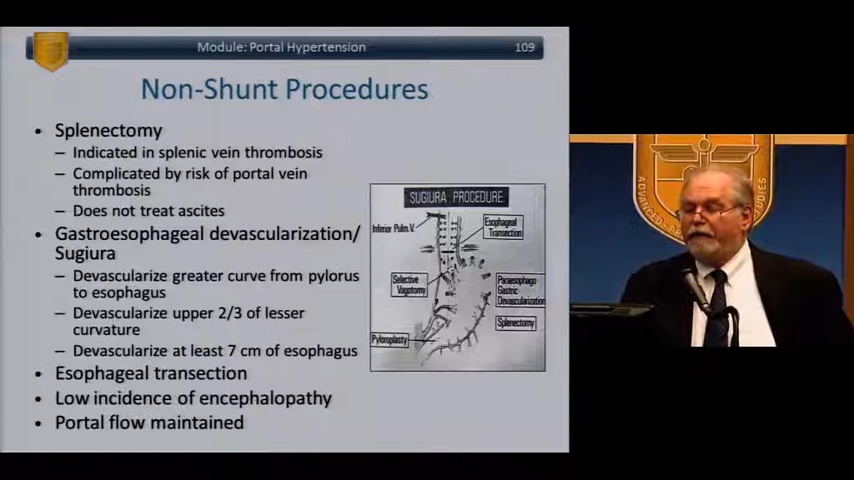 Module: Portal Hypertension
109
Non-Shunt Procedures
• Splenectomy
– Indicated in splenic vein thrombosis
– Complicated by risk of portal vein
thrombosis
– Does not treat ascites
• Gastroesophageal devascularization/
Sugiura
– Devascularize greater curve from pylorus
to esophagus
– Devascularize upper 2/3 of lesser
curvature
– Devascularize at least 7 cm of esophagus
• Esophageal transection
• Low incidence of encephalopathy
• Portal flow maintained
SUGIURA PROCEDURE
Inferior Pulm. V.
Esophageal
Transection
Selective
Vagotomy
Paraesophago
Gastric
Devascularization
Splenectomy
Pyloroplasty
ADVANCED